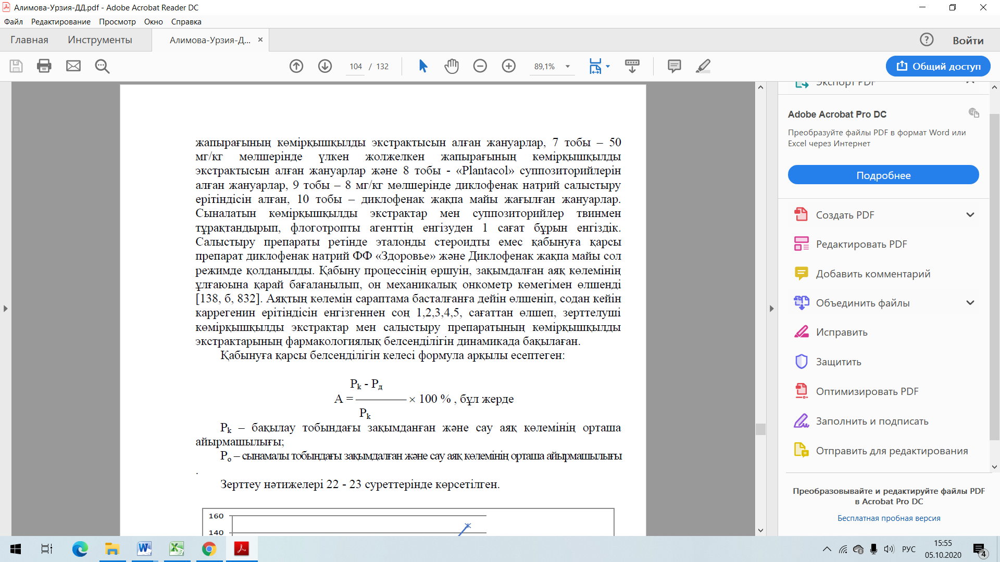 Алимова-Урзия-ДД.pdf - Adobe Acrobat Reader DC
Файл Редактирование Просмотр Окно Справка
Главная Инструменты Алимова-Урзия-Д... × Войти
104 / 132 89,1% Общий доступ
жапырағының көмірқышқылды экстрактысын алған жануарлар, 7 тобы – 50
мг/кг мөлшерінде үлкен жолжелкен жапырағының көмірқышқылды
экстрактысын алған жануарлар және 8 тобы - «Plantacol» суппозиторийлерін
алған жануарлар, 9 тобы – 8 мг/кг мөлшерінде диклофенак натрий салыстыру
ерітіндісін алған, 10 тобы – диклофенак жақпа майы жағылған жануарлар.
Сыналатын көмірқышқылды экстрактар мен суппозиторийлер твинмен
тұрақтандырып, флоготропты агенттің енгізуден 1 сағат бұрын енгіздік.
Салыстыру препараты ретінде эталонды стероидты емес қабынуға қарсы
препарат диклофенак натрий ФФ «Здоровье» және Диклофенак жақпа майы сол
режимде қолданылды. Қабыну процессінің өршуін, зақымдалған аяқ көлемінің
ұлғаюына қарай бағаланылып, он механикалық онкометр көмегімен өлшенді
[138, б, 832]. Аяқтың көлемін сараптама басталғанға дейін өлшеніп, содан кейін
каррегенин ерітіндісін енгізгеннен соң 1,2,3,4,5, сағаттан өлшеп, зерттелуші
көмірқышқылды экстрактар мен салыстыру препаратының көмірқышқылды
экстрактарының фармакологиялық белсенділігін динамикада бақылаған.
Қабынуға қарсы белсенділігін келесі формула арқылы есептеген:
Pk - Рд
А = ———— × 100 % , бұл жерде
Pk
Pk – бақылау тобындағы зақымданған және сау аяқ көлемінің орташа
айырмашылығы;
Ро – сынамалы тобындағы зақымдалған және сау аяқ көлемінің орташа айырмашылығы
.
Зерттеу нәтижелері 22 - 23 суреттерінде көрсетілген.
160
140
Экспорт PDF
Adobe Acrobat Pro DC
Преобразуйте файлы PDF в формат Word или
Excel через Интернет
Подробнее
Создать PDF
Редактировать PDF
Добавить комментарий
Объединить файлы
Исправить
Защитить
Оптимизировать PDF
Заполнить и подписать
Отправить для редактирования
Преобразовывайте и редактируйте файлы PDF
в Acrobat Pro DC
Бесплатная пробная версия
РУС
15:55
05.10.2020
4